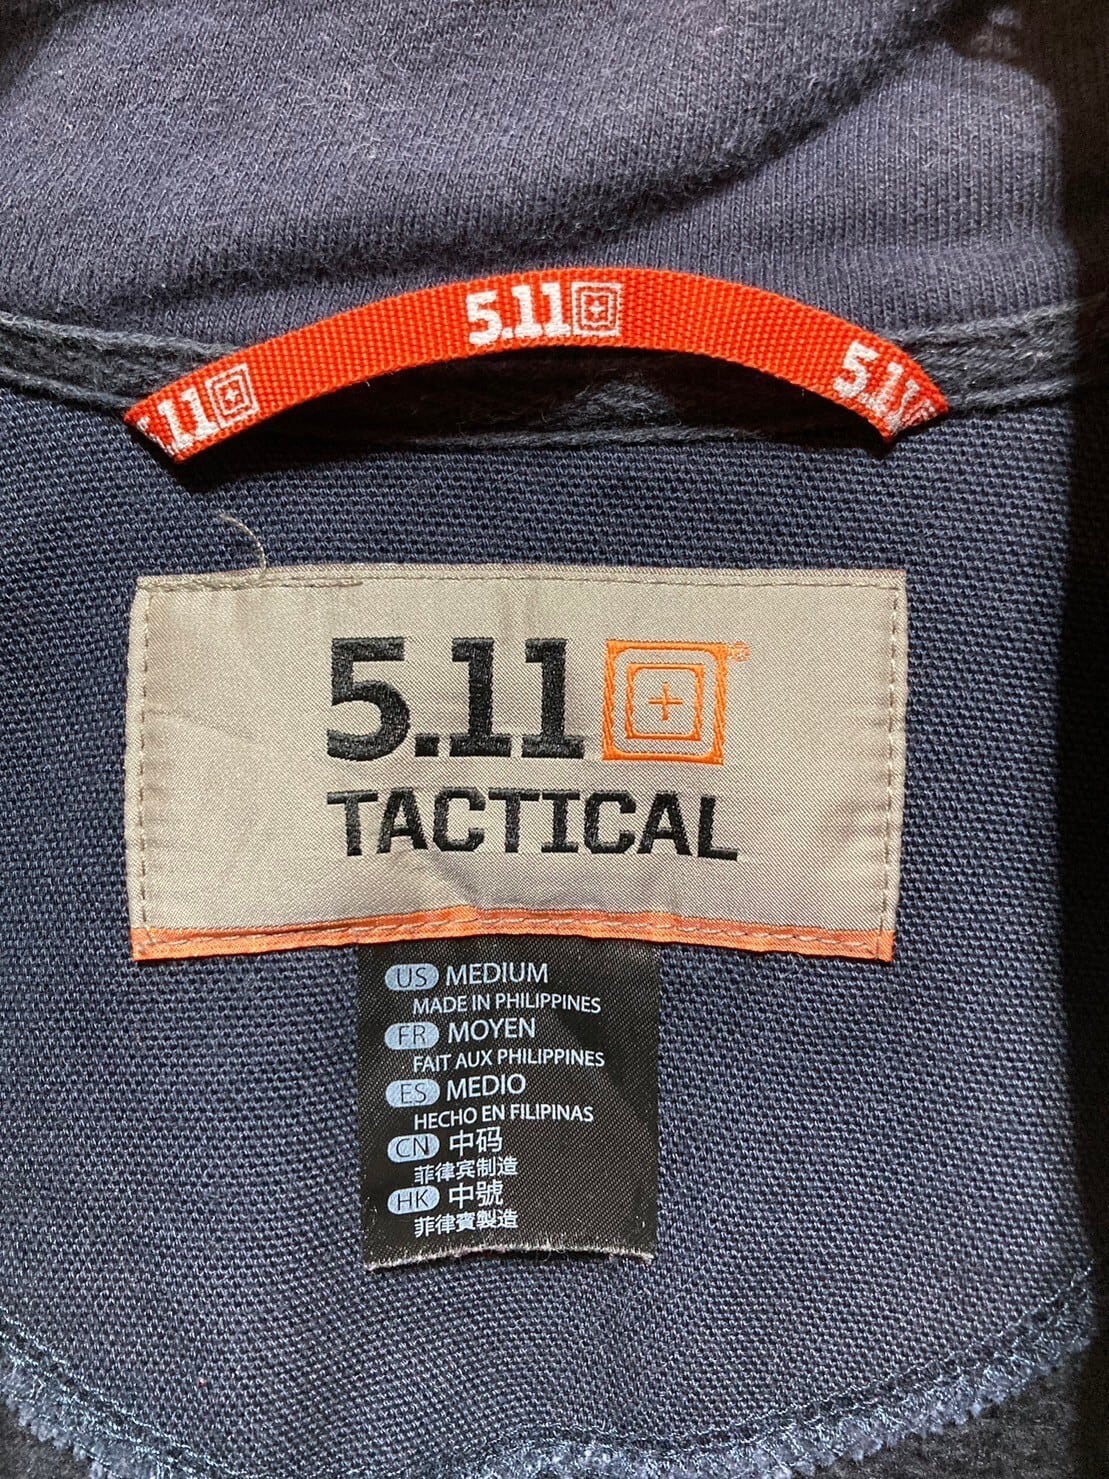 5.11
.11
5.11
5.11®
TACTICAL
US MEDIUM
MADE IN PHILIPPINES
FR MOYEN
FAIT AUX PHILIPPINES
ES MEDIO
HECHO EN FILIPINAS
CN 中码
菲律宾制造
HK 中號
菲律賓製造